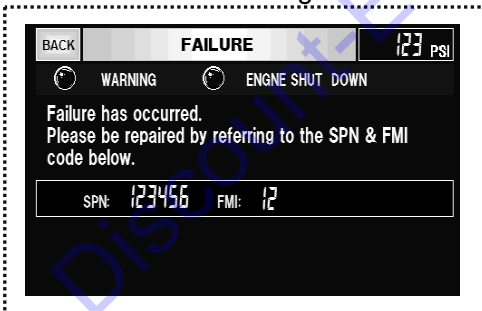 BACK FAILURE 123 PSI
WARNING ENGNE SHUT DOWN
Failure has occurred.
Please be repaired by referring to the SPN & FMI
code below.
SPN: 123456 FMI: 12
Discount-E